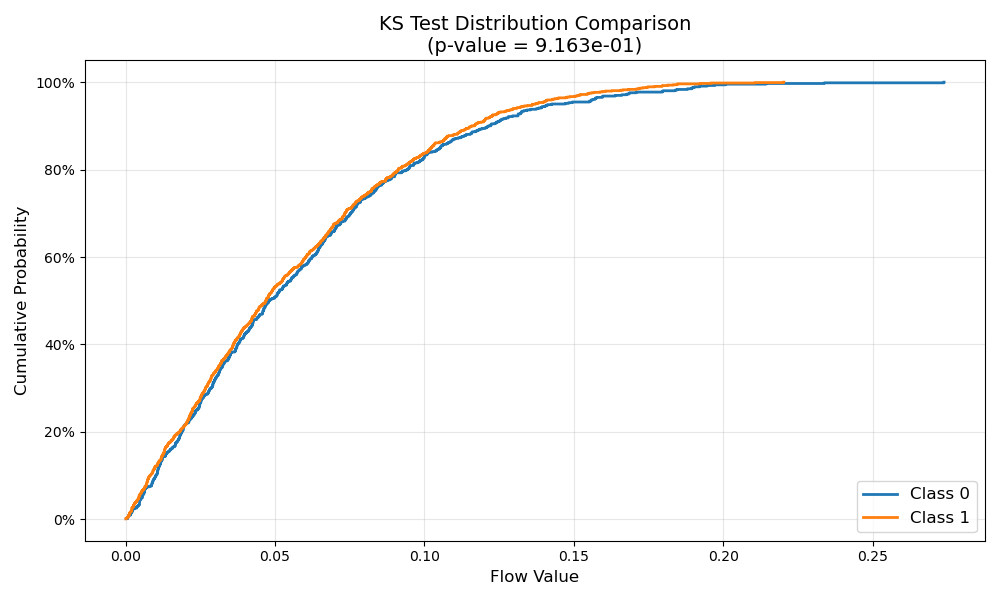 KS Test Distribution Comparison
(p-value = 9.163e-01)
Cumulative Probability
100%
80%
60%
40%
20%
0%
0.00
0.05
0.10
0.15
0.20
0.25
Flow Value
Class 0
Class 1